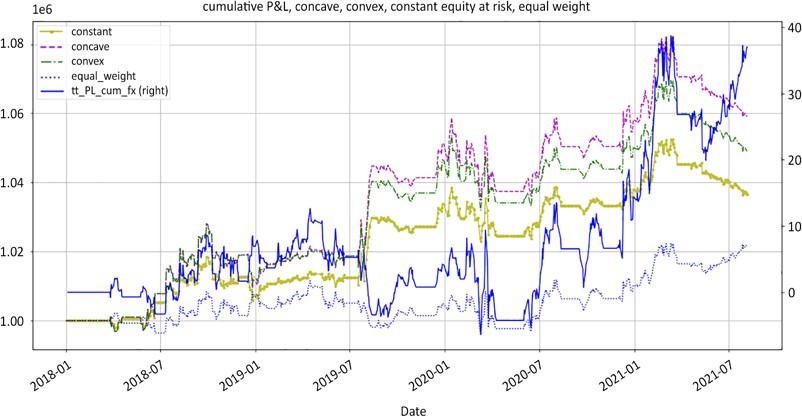 cumulative P&L, concave, convex, constant equity at risk, equal weight
1e6
constant
concave
convex
equal_weight
tt_PL_cum_fx (right)
1.08
1.06
1.04
1.02
1.00
40
30
20
10
0
2018-01
2018-07
2019-01
2019-07
2020-01
2020-07
2021-01
2021-07
Date